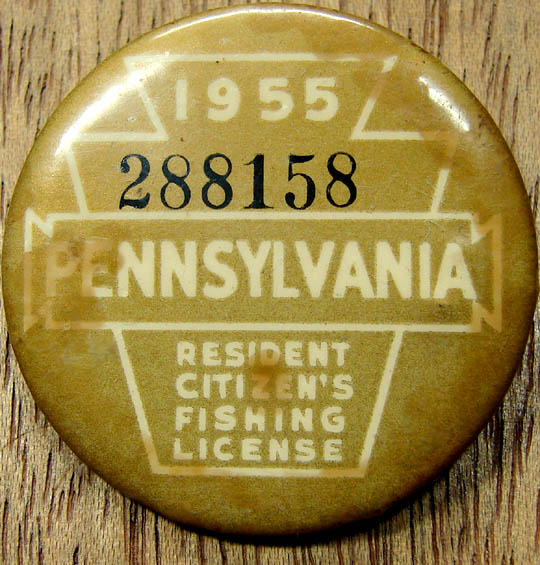 1955
288158
PENNSYLVANIA
RESIDENT
CITIZEN'S
FISHING
LICENSE